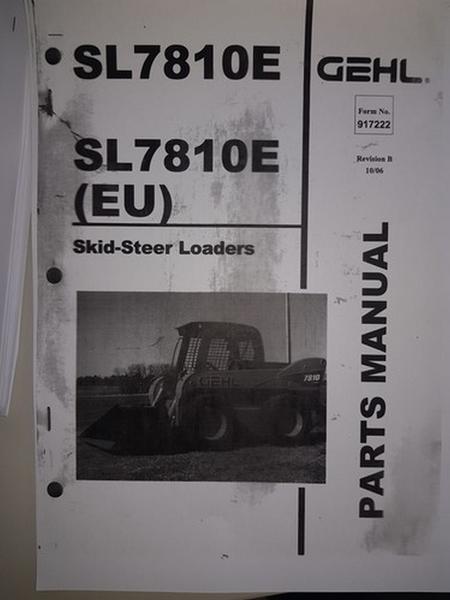 SL7810E
GEHL®
Form No.
917222
SL7810E
(EU)
Revision B
10/06
Skid-Steer Loaders
PARTS MANUAL
GEHL
7810